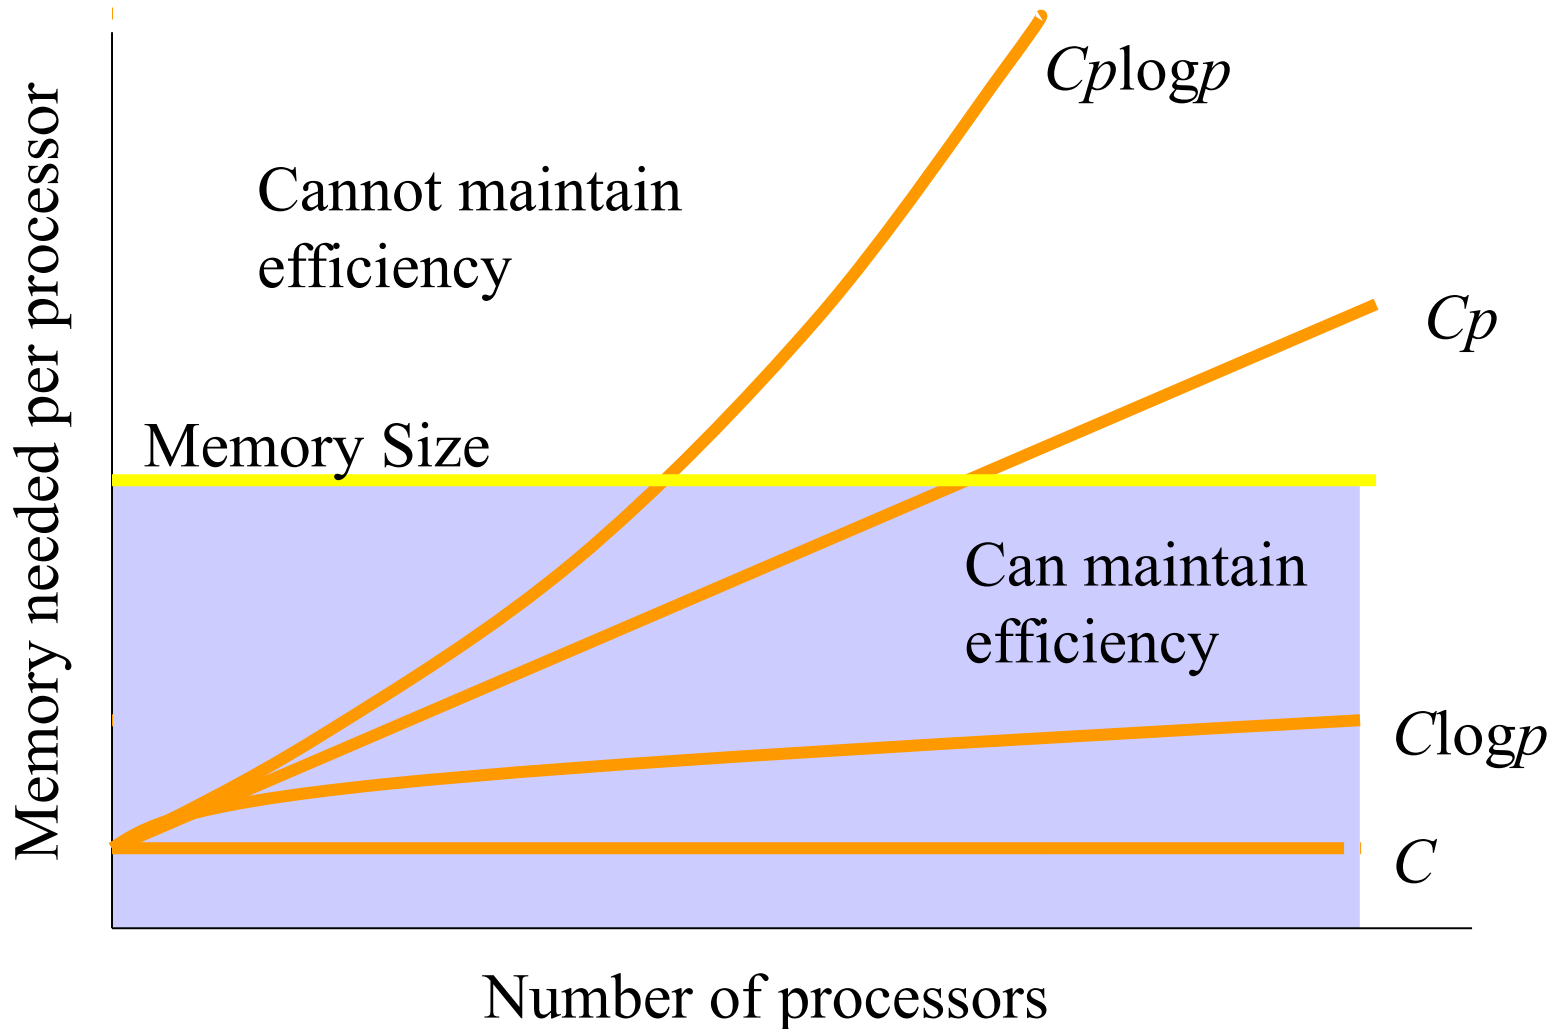 Cplogp
Cannot maintain
efficiency
Cp
Memory Size
Can maintain
efficiency
Clogp
C
Memory needed per processor
Number of processors